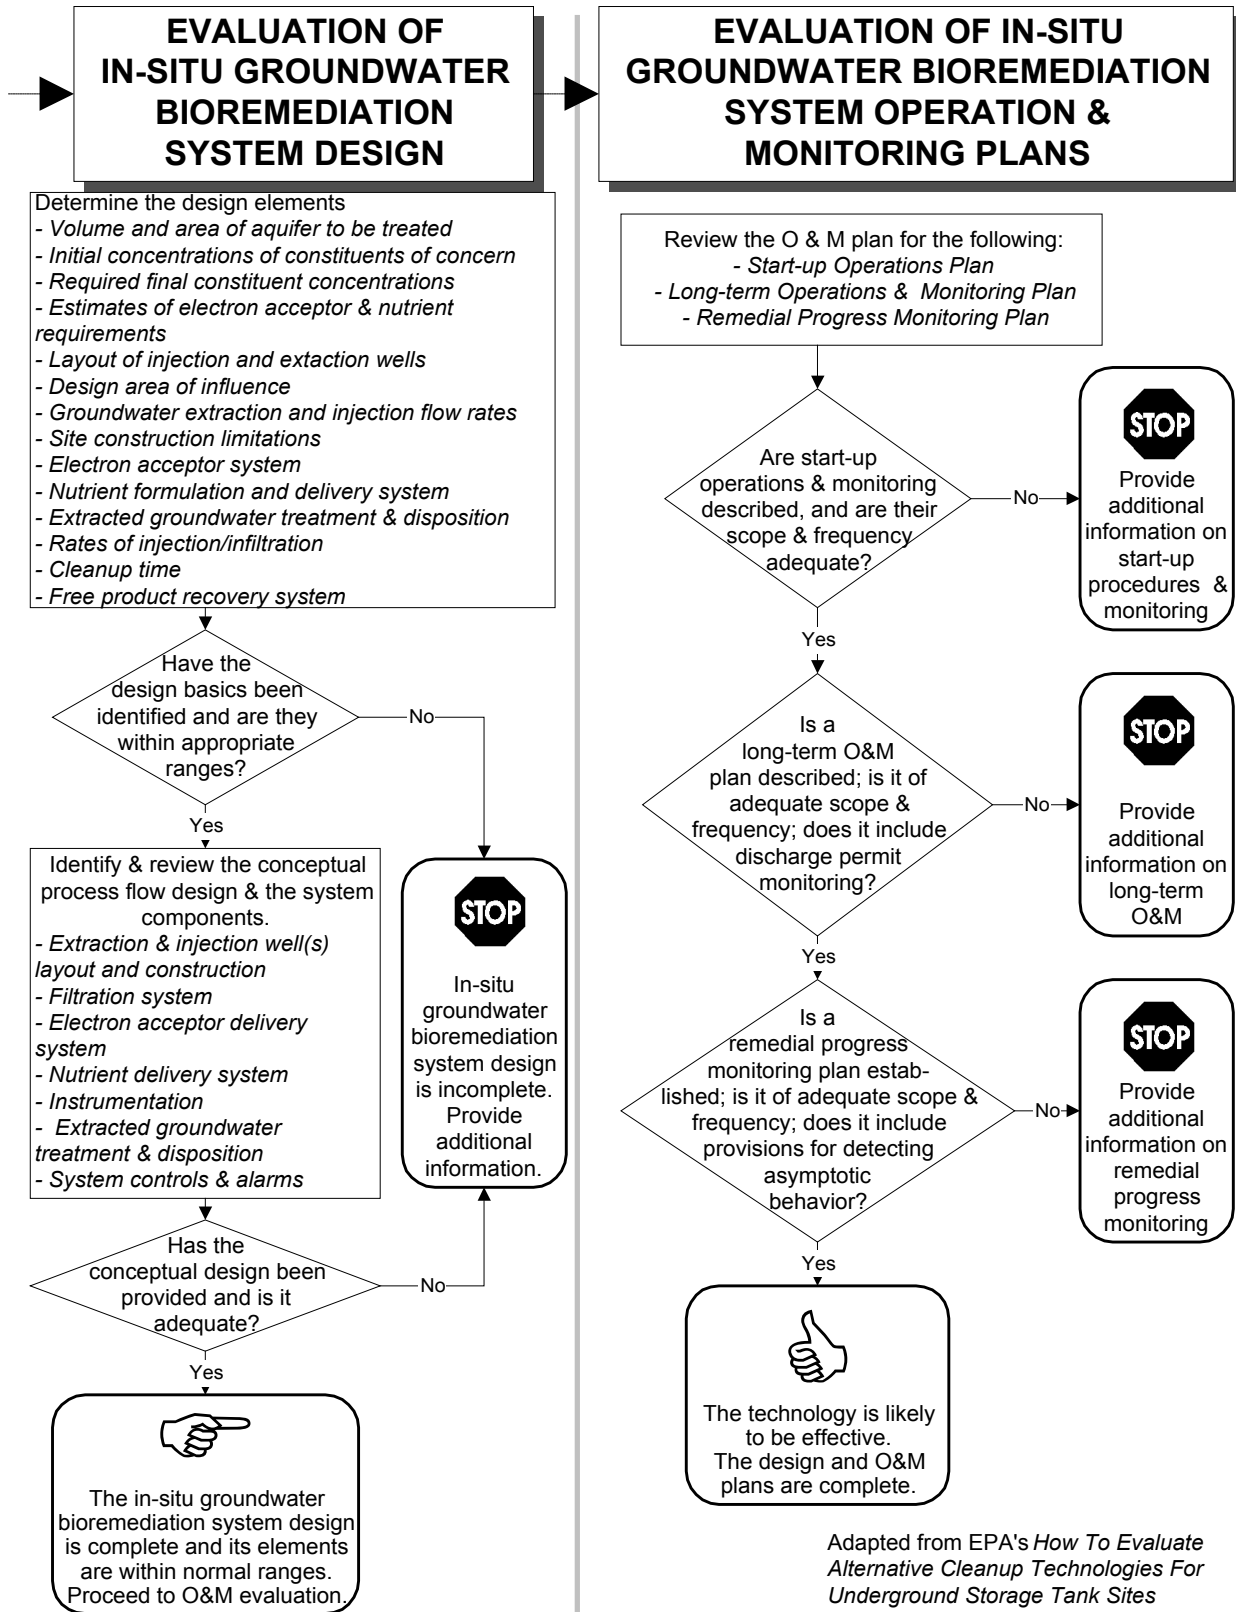 EVALUATION OF
IN-SITU GROUNDWATER
BIOREMEDIATION
SYSTEM DESIGN
Determine the design elements
- Volume and area of aquifer to be treated
- Initial concentrations of constituents of concern
- Required final constituent concentrations
- Estimates of electron acceptor & nutrient
requirements
- Layout of injection and extaction wells
- Design area of influence
- Groundwater extraction and injection flow rates
- Site construction limitations
- Electron acceptor system
- Nutrient formulation and delivery system
- Extracted groundwater treatment & disposition
- Rates of injection/infiltration
- Cleanup time
- Free product recovery system
Have the
design basics been
identified and are they
within appropriate
ranges?
No
Yes
Identify & review the conceptual
process flow design & the system
components.
- Extraction & injection well(s)
layout and construction
- Filtration system
- Electron acceptor delivery
system
- Nutrient delivery system
- Instrumentation
- Extracted groundwater
treatment & disposition
- System controls & alarms
STOP
In-situ
groundwater
bioremediation
system design
is incomplete.
Provide
additional
information.
Has the
conceptual design been
provided and is it
adequate?
No
Yes
The in-situ groundwater
bioremediation system design
is complete and its elements
are within normal ranges.
Proceed to O&M evaluation.
EVALUATION OF IN-SITU
GROUNDWATER BIOREMEDIATION
SYSTEM OPERATION &
MONITORING PLANS
Review the O & M plan for the following:
- Start-up Operations Plan
- Long-term Operations & Monitoring Plan
- Remedial Progress Monitoring Plan
Are start-up
operations & monitoring
described, and are their
scope & frequency
adequate?
No
STOP
Provide
additional
information on
start-up
procedures &
monitoring
Yes
Is a
long-term O&M
plan described; is it of
adequate scope &
frequency; does it include
discharge permit
monitoring?
No
STOP
Provide
additional
information on
long-term
O&M
Yes
Is a
remedial progress
monitoring plan estab-
lished; is it of adequate scope &
frequency; does it include
provisions for detecting
asymptotic
behavior?
No
STOP
Provide
additional
information on
remedial
progress
monitoring
Yes
The technology is likely
to be effective.
The design and O&M
plans are complete.
Adapted from EPA's How To Evaluate
Alternative Cleanup Technologies For
Underground Storage Tank Sites